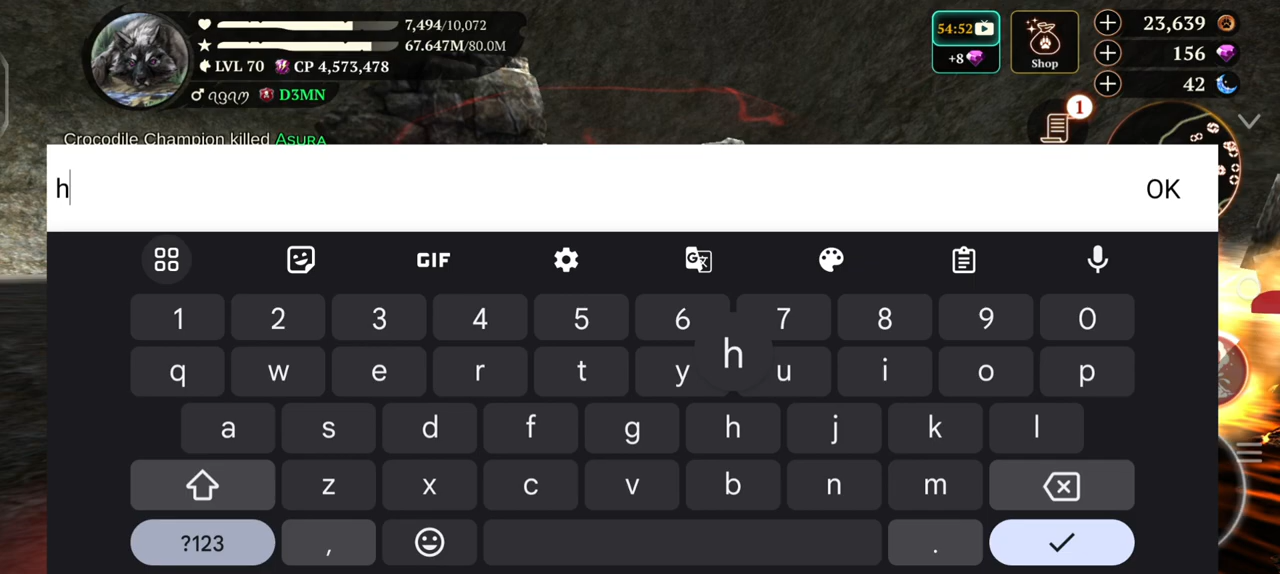 7,494/10,072
67.647M/80.0M
LVL 70 CP 4,573,478
D3MN
54:52
+8
Shop
23,639
156
42
1
Crocodile Champion killed ASURA
h
OK
GIF
1 2 3 4 5 6 7 8 9 0
h
q w e r t y u i o p
a s d f g h j k l
z x c v b n m
?123 , .